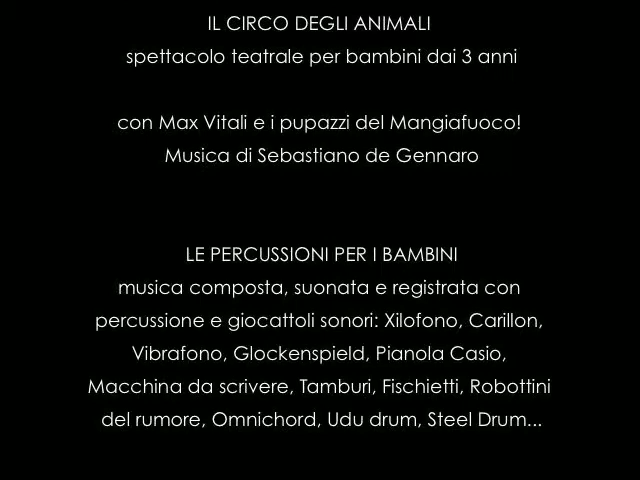 IL CIRCO DEGLI ANIMALI
spettacolo teatrale per bambini dai 3 anni
con Max Vitali e i pupazzi del Mangiafuoco!
Musica di Sebastiano de Gennaro
LE PERCUSSIONI PER I BAMBINI
musica composta, suonata e registrata con
percussione e giocattoli sonori: Xilofono, Carillon,
Vibrafono, Glockenspield, Pianola Casio,
Macchina da scrivere, Tamburi, Fischietti, Robottini
del rumore, Omnichord, Udu drum, Steel Drum...